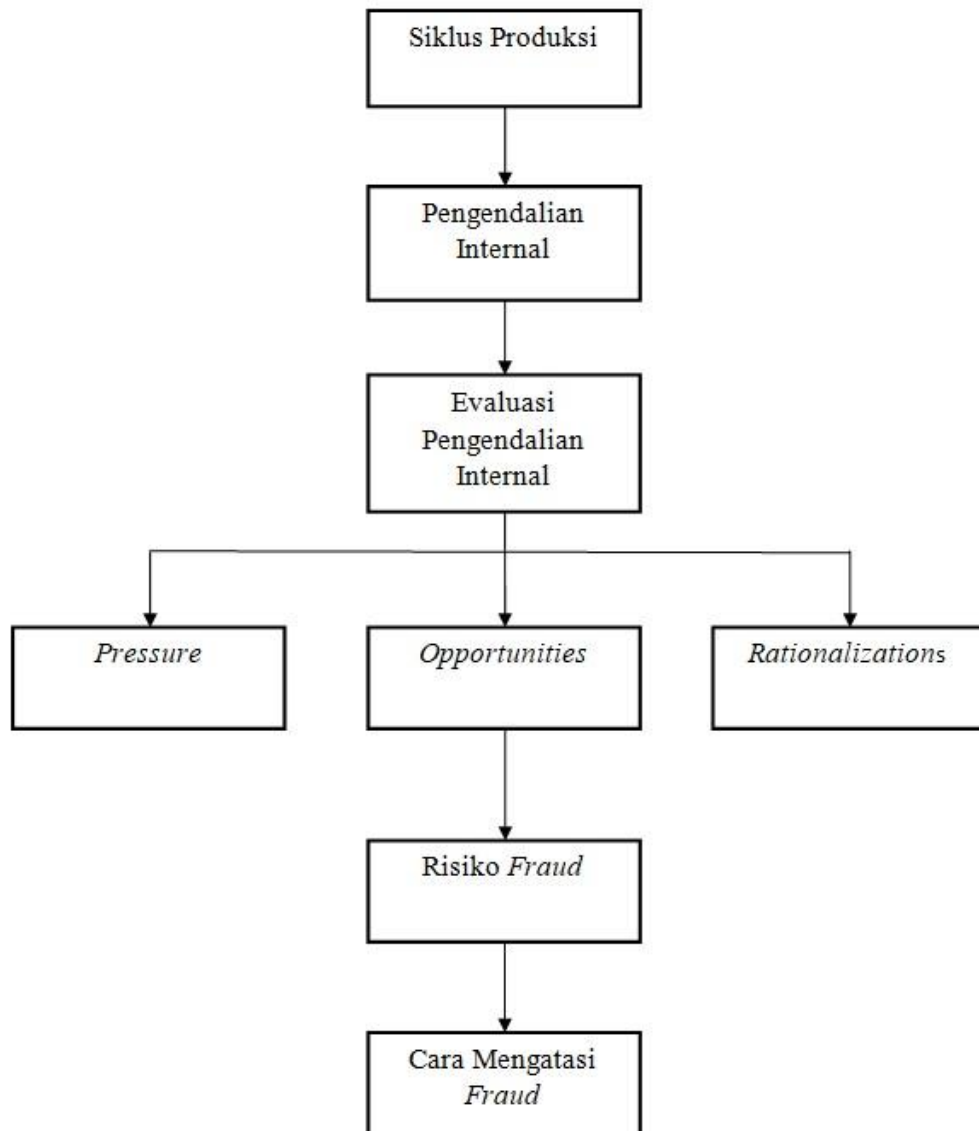 Siklus Produksi
Pengendalian
Internal
Evaluasi
Pengendalian
Internal
Pressure
Opportunities
Rationalizations
Risiko Fraud
Cara Mengatasi
Fraud